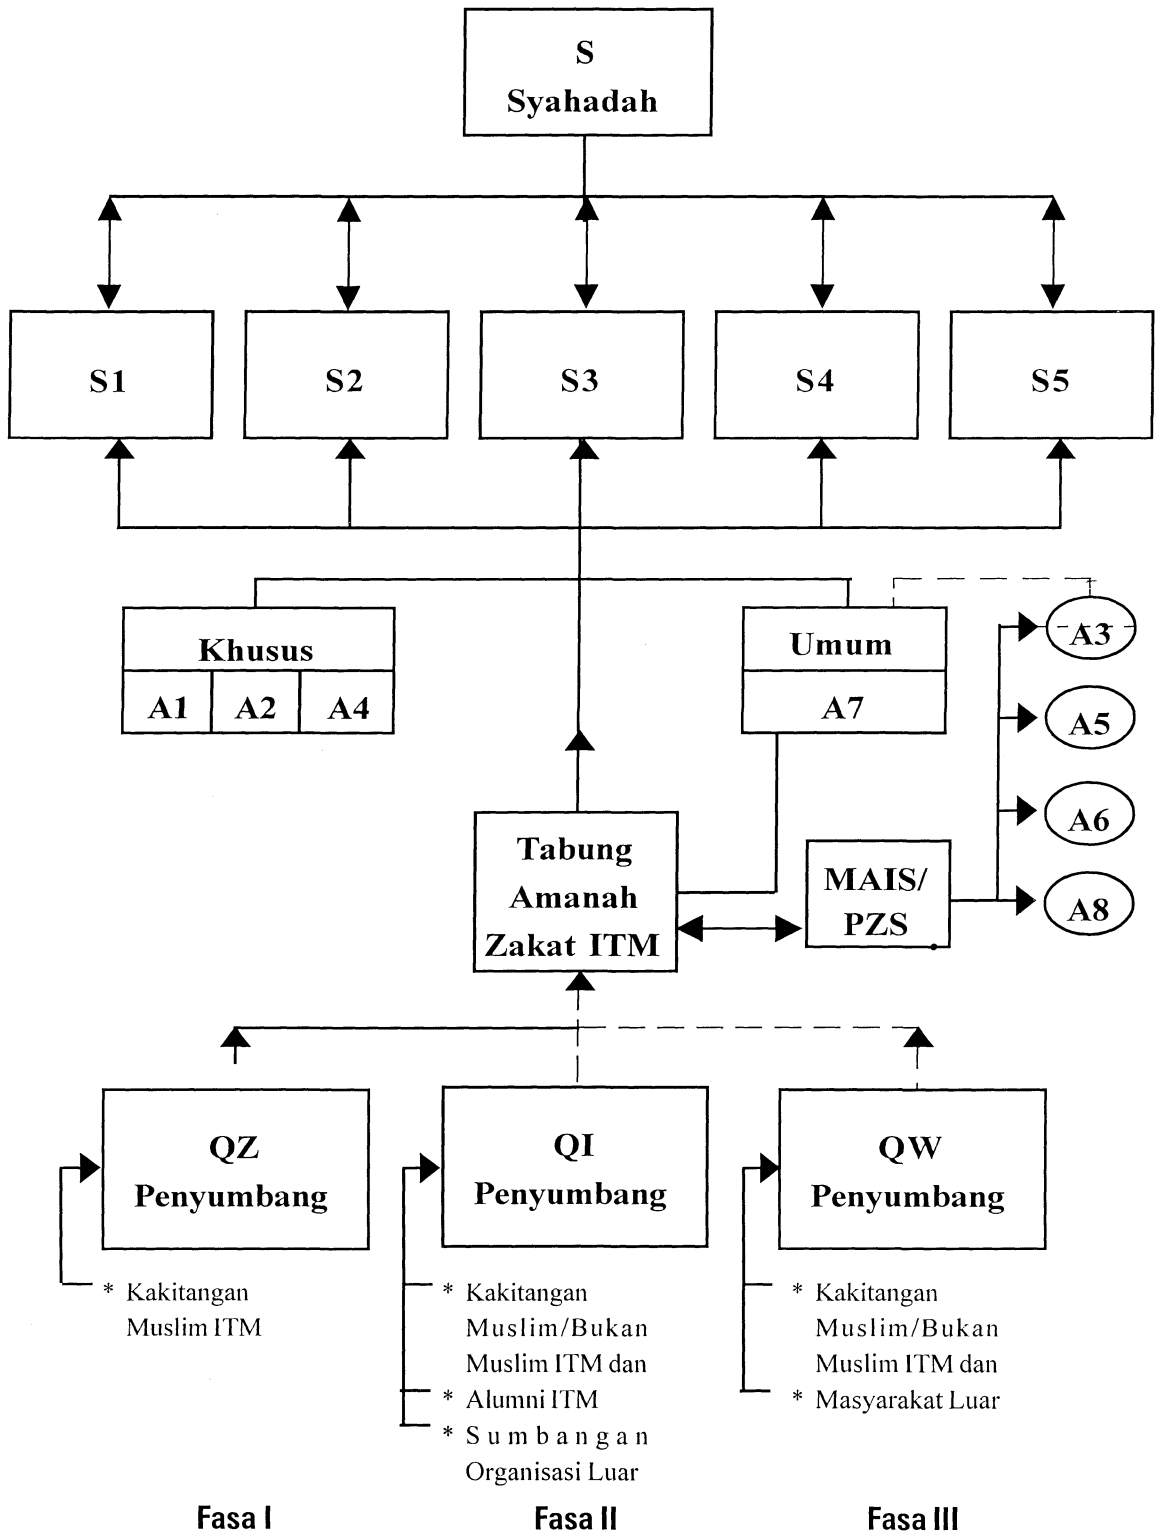 S
Syahadah
S1
S2
S3
S4
S5
Khusus
A1
A2
A4
Umum
A7
A3
A5
A6
A8
Tabung
Amanah
Zakat ITM
MAIS/
PZS
QZ
Penyumbang
QI
Penyumbang
QW
Penyumbang
* Kakitangan
Muslim ITM
* Kakitangan
Muslim/Bukan
Muslim ITM dan
* Alumni ITM
* Sumbangan
Organisasi Luar
* Kakitangan
Muslim/Bukan
Muslim ITM dan
* Masyarakat Luar
Fasa I
Fasa II
Fasa III